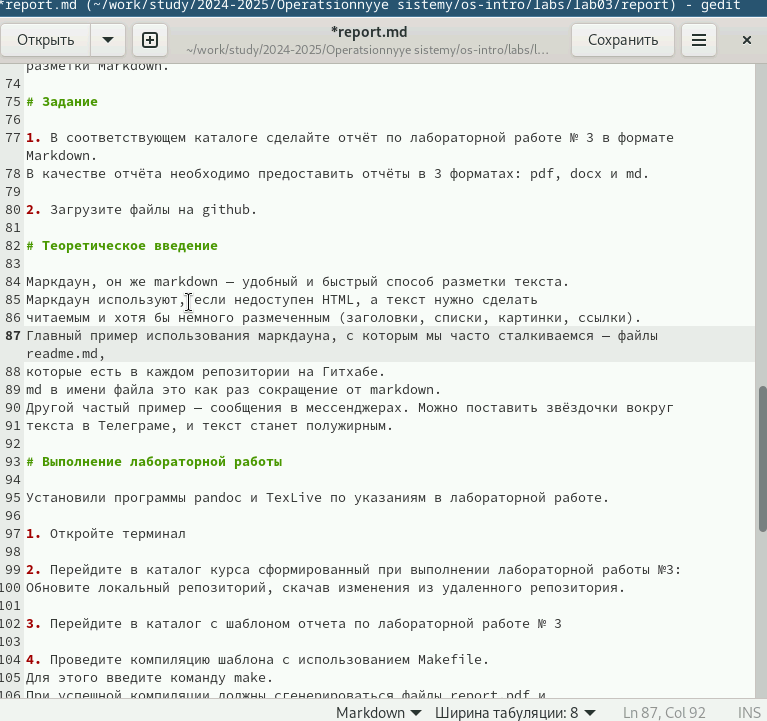 *report.md (~/work/study/2024-2025/Operatsionnyye sistemy/os-intro/labs/lab03/report) - gedit
Открыть
*report.md
~/work/study/2024-2025/Operatsionnyye sistemy/os-intro/labs/l...
Сохранить
разметки Markdown.
74
75 # Задание
76
77 1. В соответствующем каталоге сделайте отчёт по лабораторной работе № 3 в формате
Markdown.
78 В качестве отчёта необходимо предоставить отчёты в 3 форматах: pdf, docx и md.
79
80 2. Загрузите файлы на github.
81
82 # Теоретическое введение
83
84 Маркдаун, он же markdown — удобный и быстрый способ разметки текста.
85 Маркдаун используют, если недоступен HTML, а текст нужно сделать
86 читаемым и хотя бы немного размеченным (заголовки, списки, картинки, ссылки).
87 Главный пример использования маркдауна, с которым мы часто сталкиваемся — файлы
readme.md,
88 которые есть в каждом репозитории на Гитхабе.
89 md в имени файла это как раз сокращение от markdown.
90 Другой частый пример — сообщения в мессенджерах. Можно поставить звёздочки вокруг
91 текста в Телеграме, и текст станет полужирным.
92
93 # Выполнение лабораторной работы
94
95 Установили программы pandoc и TexLive по указаниям в лабораторной работе.
96
97 1. Откройте терминал
98
99 2. Перейдите в каталог курса сформированный при выполнении лабораторной работы №3:
100 Обновите локальный репозиторий, скачав изменения из удаленного репозитория.
101
102 3. Перейдите в каталог с шаблоном отчета по лабораторной работе № 3
103
104 4. Проведите компиляцию шаблона с использованием Makefile.
105 Для этого введите команду make.
106 При успешной компиляции должны сгенерироваться файлы report.pdf и
Markdown Ширина табуляции: 8 Ln 87, Col 92 INS